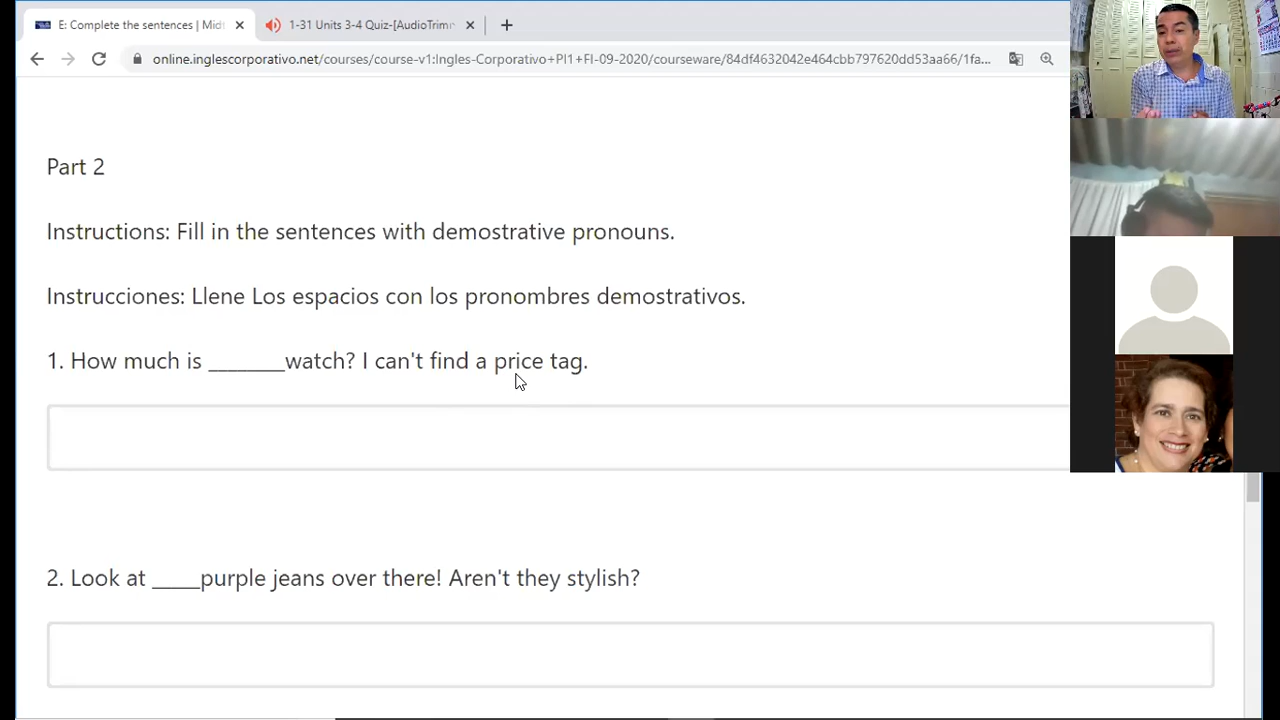 E: Complete the sentences | Mid
1-31 Units 3-4 Quiz-[AudioTrim
online.inglescorporativo.net/courses/course-v1:Ingles-Corporativo+PI1+FI-09-2020/courseware/84df4632042e464cbb797620dd53aa66/1fa...
Part 2
Instructions: Fill in the sentences with demostrative pronouns.
Instrucciones: Llene Los espacios con los pronombres demostrativos.
1. How much is ________watch? I can't find a price tag.
2. Look at _____purple jeans over there! Aren't they stylish?